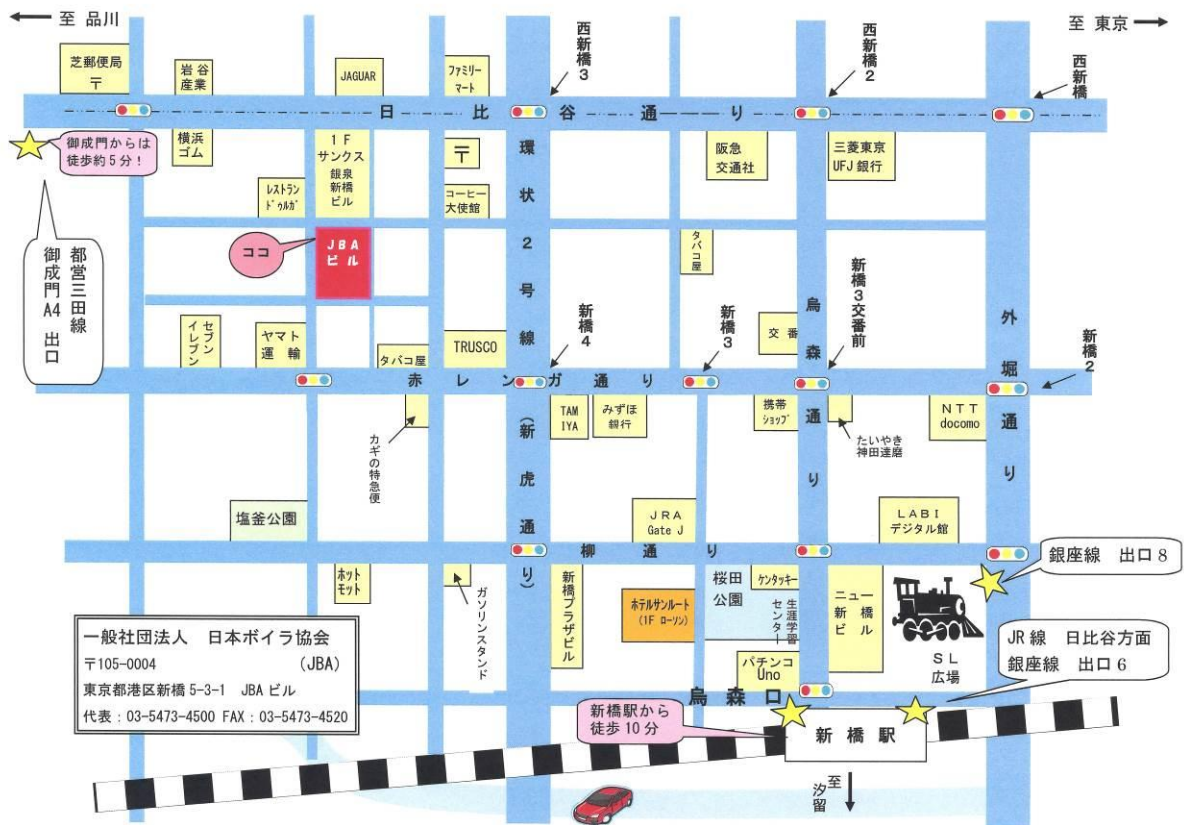 至 品川
至 東京
西新橋3
西新橋2
西新橋
芝郵便局
〒
岩谷
産業
JAGUAR
ファミリー
マート
日比谷通り
御成門からは
徒歩約5分!
横浜
ゴム
1F
サンクス
銀泉
新橋
ビル
〒
阪急
交通社
三菱東京
UFJ銀行
レストラン
ドゥルガ
コーヒー
大使館
環状2号線(新虎通り)
都営三田線
御成門A4 出口
ココ
JBA
ビル
タバコ屋
新橋3交番前
烏森通り
外堀通り
セブン
イレブン
ヤマト
運輸
タバコ屋
TRUSCO
新橋4
新橋3
交番
新橋2
赤レンガ通り
カギの特急便
TAM
IYA
みずほ
銀行
携帯
ショップ
たいやき
神田達磨
NTT
docomo
塩釜公園
JRA
Gate J
LABI
デジタル館
柳通り
銀座線 出口8
ホット
モット
ガソリンスタンド
新橋プラザビル
ホテルサンルート
(1F ローソン)
桜田
公園
ケンタッキー
生涯学習
センター
ニュー
新橋
ビル
SL
広場
JR線 日比谷方面
銀座線 出口6
パチンコ
Uno
烏森口
一般社団法人 日本ボイラ協会
〒105-0004 (JBA)
東京都港区新橋5-3-1 JBAビル
代表:03-5473-4500 FAX:03-5473-4520
新橋駅から
徒歩10分
新橋駅
至
汐留